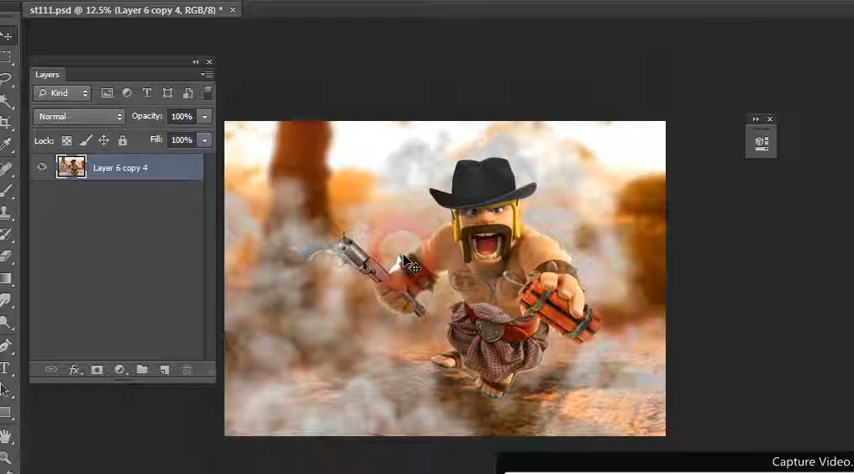 st111.psd @ 12.5% (Layer 6 copy 4, RGB/8) * ×
Layers
Kind
Normal Opacity: 100%
Lock: Fill: 100%
Layer 6 copy 4
fx
Capture Video.